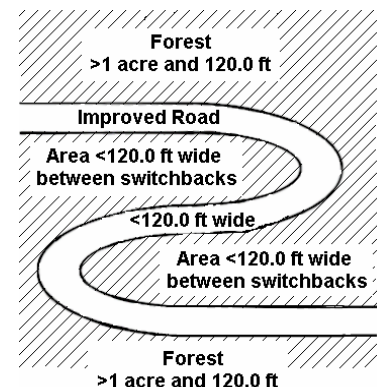 Forest
>1 acre and 120.0 ft
Improved Road
Area <120.0 ft wide
between switchbacks
<120.0 ft wide
Area <120.0 ft wide
between switchbacks
Forest
>1 acre and 120.0 ft